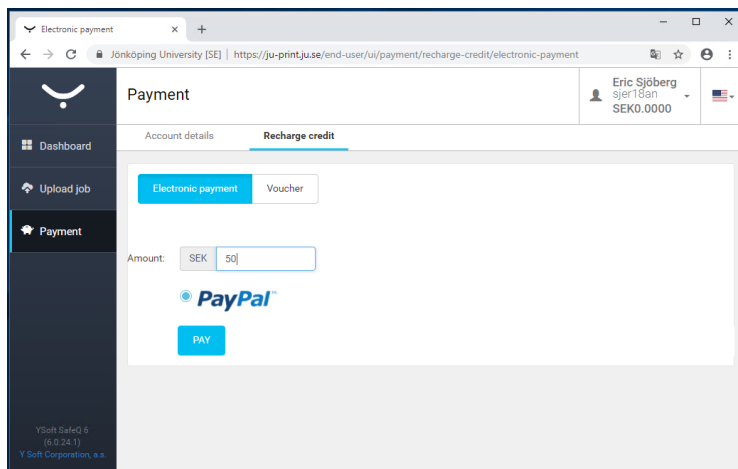 Electronic payment
Jönköping University [SE] | https://ju-print.ju.se/end-user/ui/payment/recharge-credit/electronic-payment
Payment
Eric Sjöberg
sjer18an
SEK0.0000
Account details
Recharge credit
Dashboard
Upload job
Payment
Electronic payment
Voucher
Amount:
SEK
50
PayPal™
PAY
YSoft SafeQ 6
(6.0.24.1)
Y Soft Corporation, a.s.